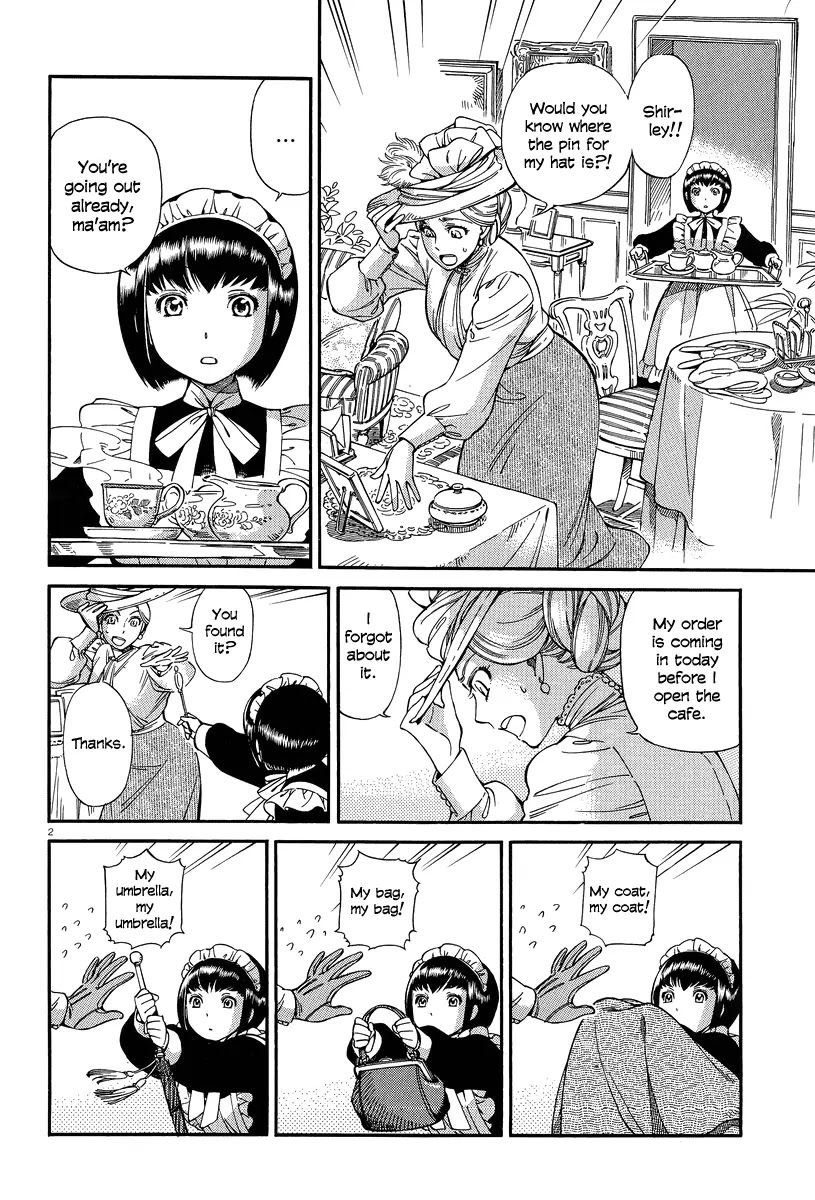 Shir-
ley!!
Would you
know where
the pin for
my hat is?!
...
You're
going out
already,
ma'am?
My order
is coming
in today
before I
open the
cafe.
I
forgot
about
it.
You
found
it?
Thanks.
My coat,
my coat!
My bag,
my bag!
My
umbrella,
my
umbrella!
2